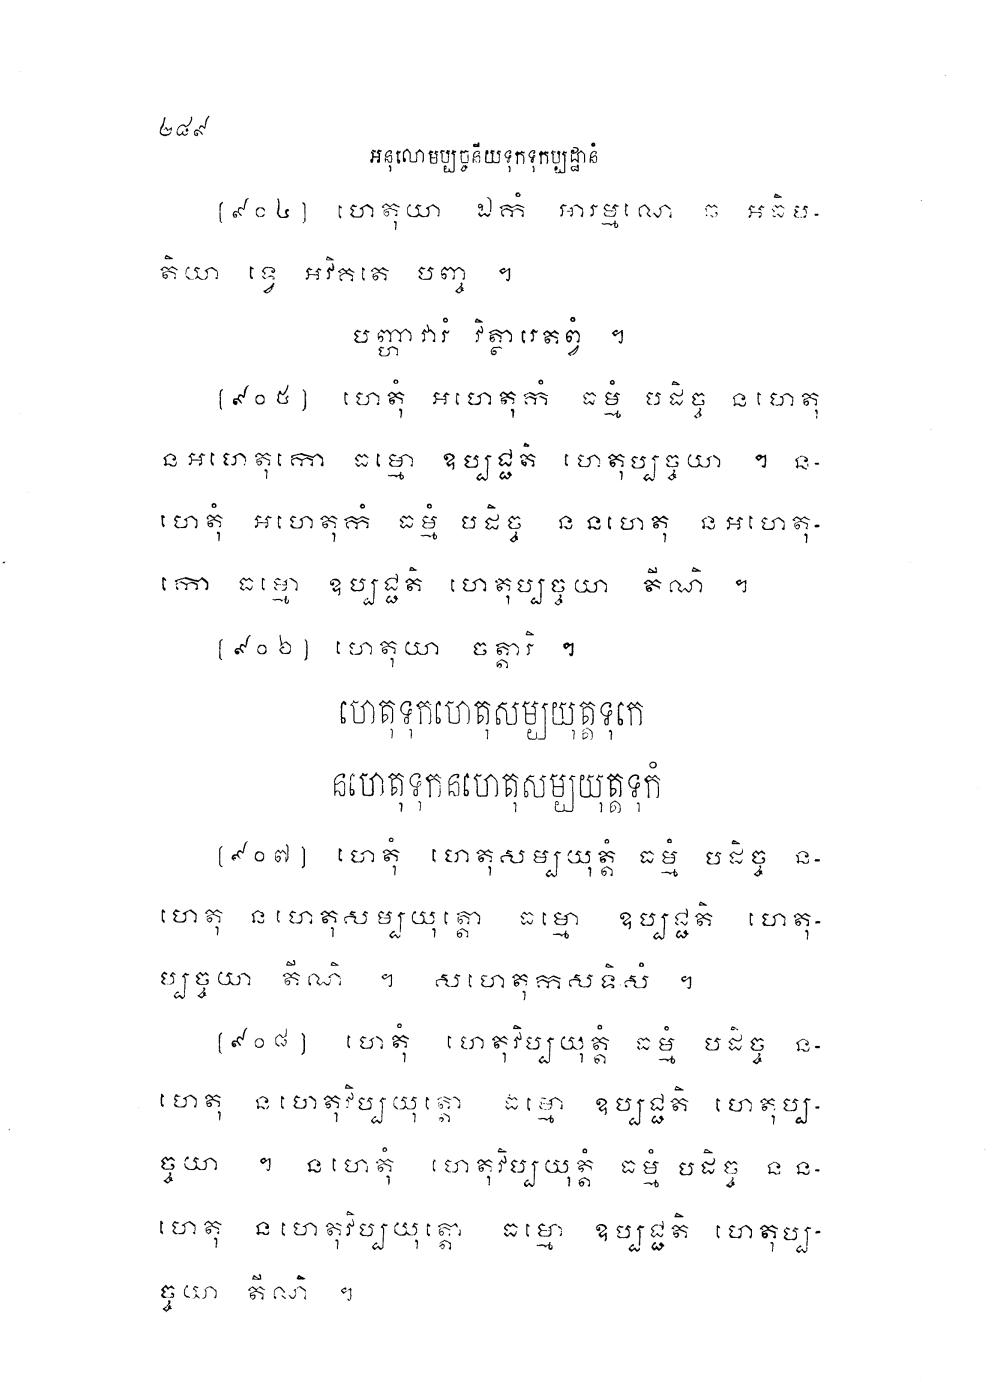 ២៨៩
អនុលោមប្បច្ចនីយទុកទុកប្បដ្ឋានំ
[៩០៤] ហេតុយា ឯកំ អារម្មណេ ច អធិប-
តិយា ទ្វេ អវិគតេ បញ្ច ។
បញ្ហាវារំ វិត្ថារេតព្វំ ។
[៩០៥] ហេតុំ អហេតុកំ ធម្មំ បដិច្ច នហេតុ
នអហេតុកោ ធម្មោ ឧប្បជ្ជតិ ហេតុប្បច្ចយា ។ ន-
ហេតុំ អហេតុកំ ធម្មំ បដិច្ច ននហេតុ នអហេតុ-
កោ ធម្មោ ឧប្បជ្ជតិ ហេតុប្បច្ចយា តីណិ ។
[៩០៦] ហេតុយា ចត្តារិ ។
ហេតុទុកហេតុសម្បយុត្តទុកេ
នហេតុទុកនហេតុសម្បយុត្តទុកំ
[៩០៧] ហេតុំ ហេតុសម្បយុត្តំ ធម្មំ បដិច្ច ន-
ហេតុ នហេតុសម្បយុត្តោ ធម្មោ ឧប្បជ្ជតិ ហេតុ-
ប្បច្ចយា តីណិ ។ សហេតុកសទិសំ ។
[៩០៨] ហេតុំ ហេតុវិប្បយុត្តំ ធម្មំ បដិច្ច ន-
ហេតុ នហេតុវិប្បយុត្តោ ធម្មោ ឧប្បជ្ជតិ ហេតុប្ប-
ច្ចយា ។ នហេតុំ ហេតុវិប្បយុត្តំ ធម្មំ បដិច្ច នន-
ហេតុ នហេតុវិប្បយុត្តោ ធម្មោ ឧប្បជ្ជតិ ហេតុប្ប-
ច្ចយា តីណិ ។